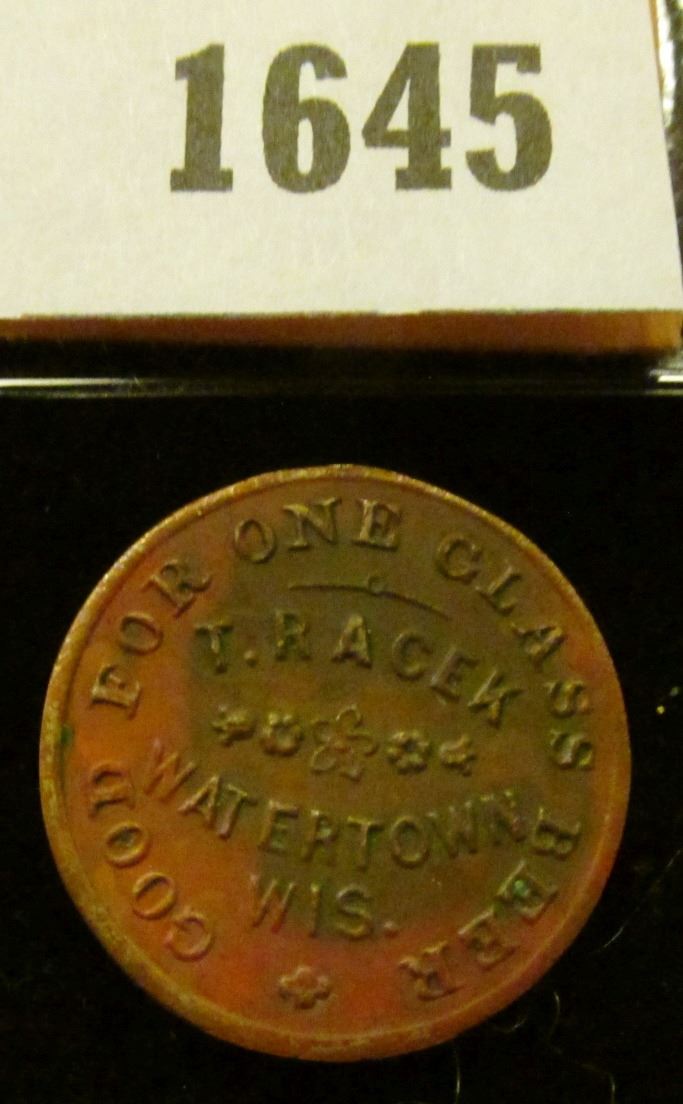 1645
GOOD FOR ONE GLASS BEER
T. RACEK
WATERTOWN
WIS.